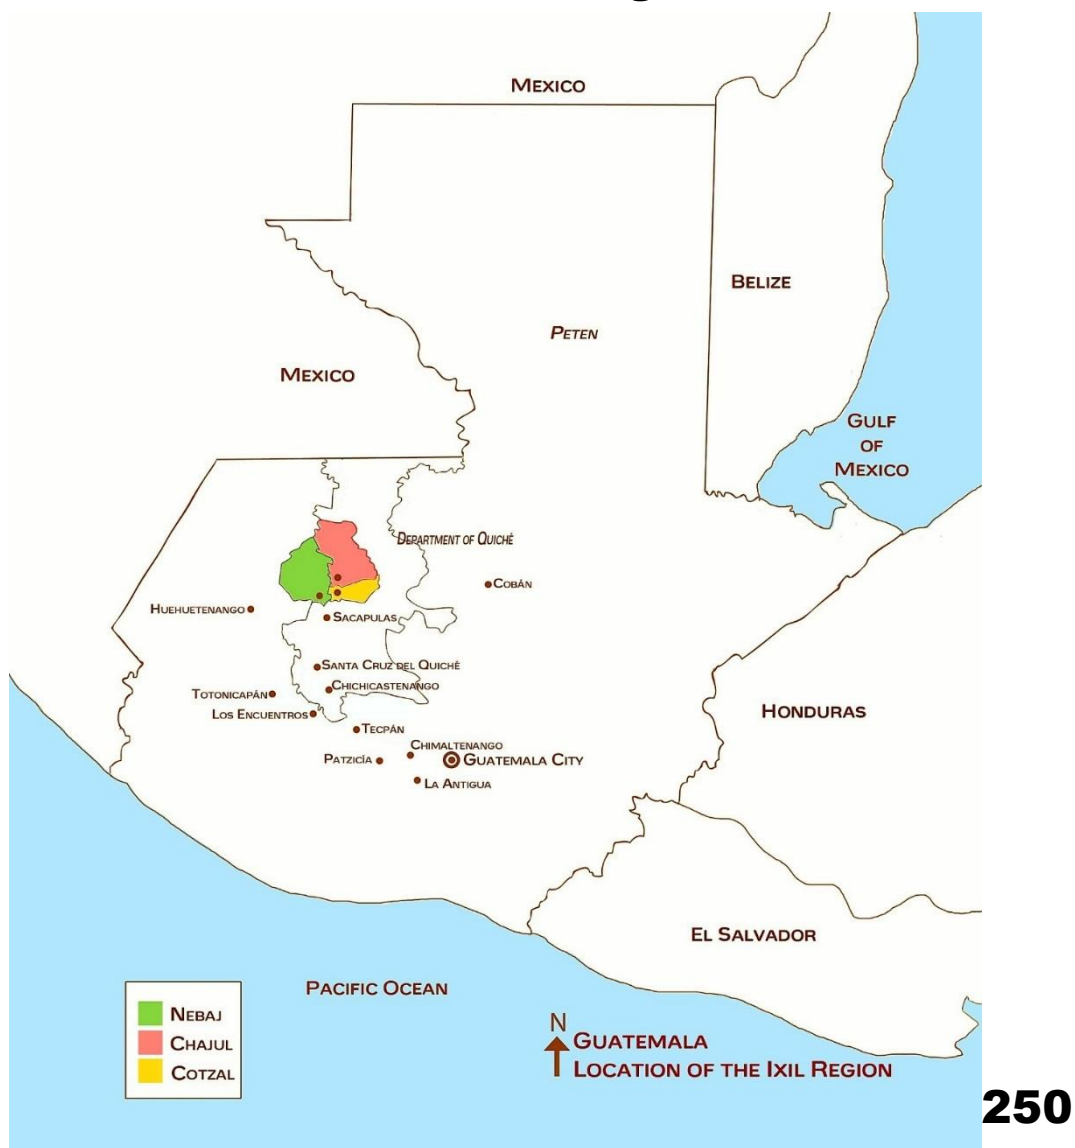 MEXICO
BELIZE
PETEN
MEXICO
GULF
OF
MEXICO
DEPARTMENT OF QUICHÉ
COBÁN
HUEHUETENANGO
SACAPULAS
SANTA CRUZ DEL QUICHÉ
CHICHICASTENANGO
TOTONICAPÁN
LOS ENCUENTROS
HONDURAS
TECPÁN
CHIMALTENANGO
PATZICÍA
GUATEMALA CITY
LA ANTIGUA
EL SALVADOR
PACIFIC OCEAN
NEBAJ
CHAJUL
COTZAL
N
GUATEMALA
LOCATION OF THE IXIL REGION
250